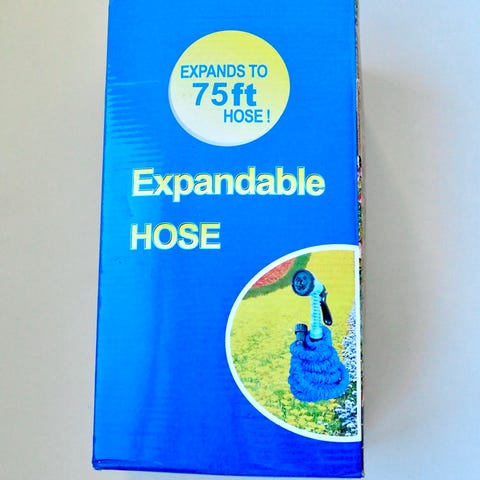 EXPANDS TO
75ft
HOSE!
Expandable
HOSE